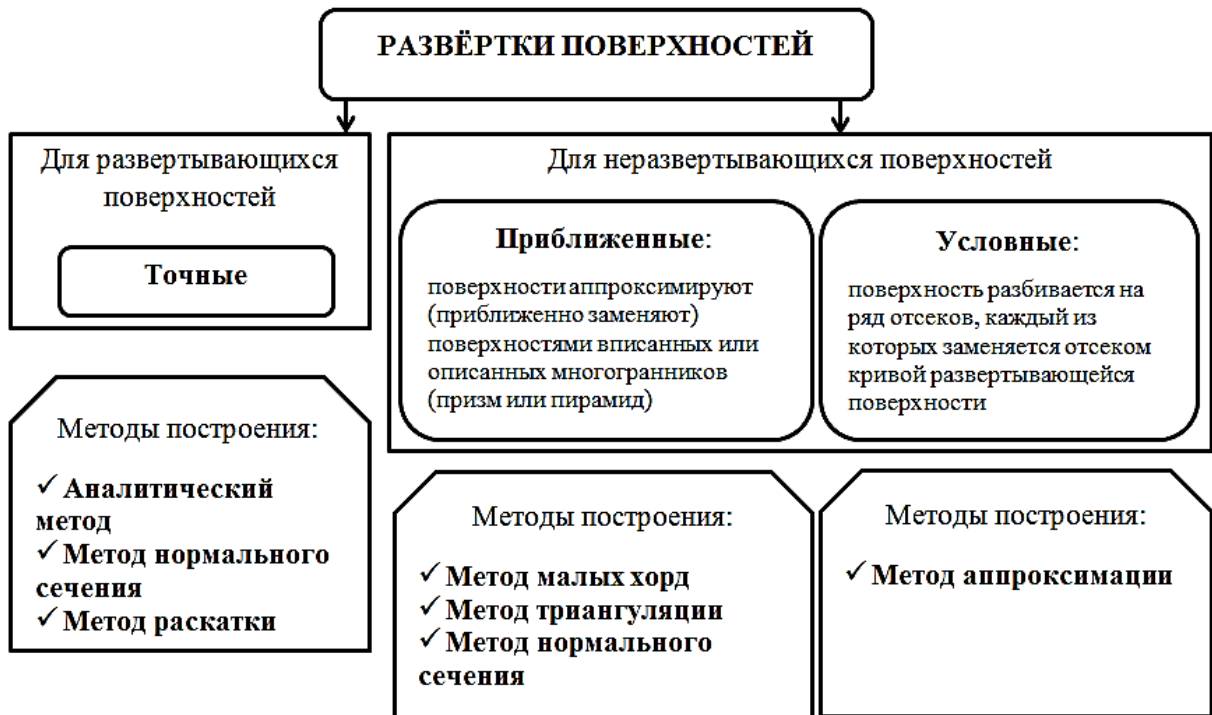 РАЗВЁРТКИ ПОВЕРХНОСТЕЙ
Для развертывающихся
поверхностей
Точные
Методы построения:
✓ Аналитический
метод
✓ Метод нормального
сечения
✓ Метод раскатки
Для неразвертывающихся поверхностей
Приближенные:
поверхности аппроксимируют
(приближенно заменяют)
поверхностями вписанных или
описанных многогранников
(призм или пирамид)
Методы построения:
✓ Метод малых хорд
✓ Метод триангуляции
✓ Метод нормального
сечения
Условные:
поверхность разбивается на
ряд отсеков, каждый из
которых заменяется отсеком
кривой развертывающейся
поверхности
Методы построения:
✓ Метод аппроксимации